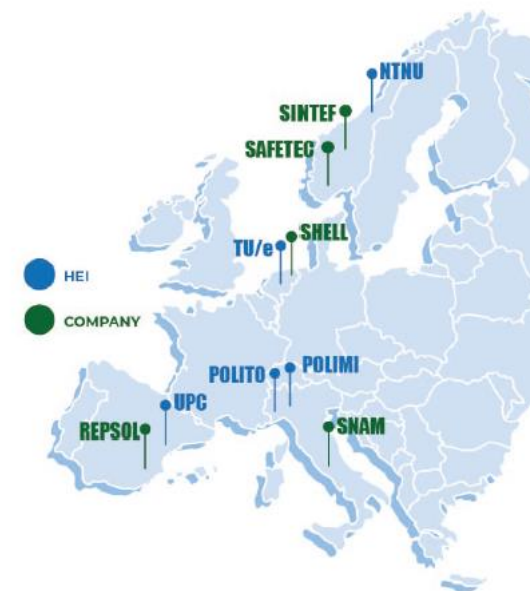 NTNU
SINTEF
SAFETEC
SHELL
TU/e
HEI
COMPANY
POLITO
POLIMI
UPC
REPSOL
SNAM